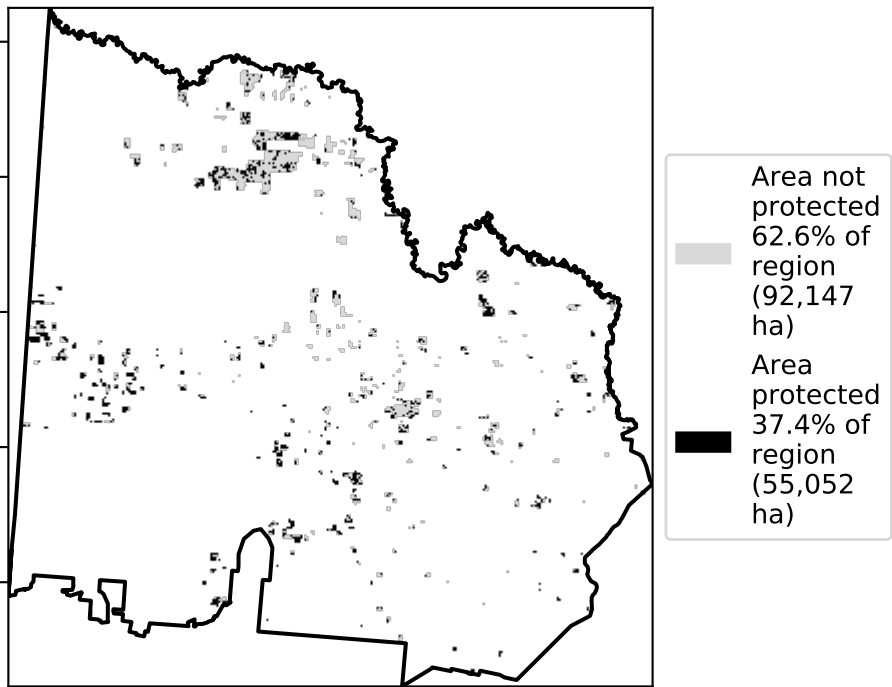 Area not
protected
62.6% of
region
(92,147
ha)
Area
protected
37.4% of
region
(55,052
ha)